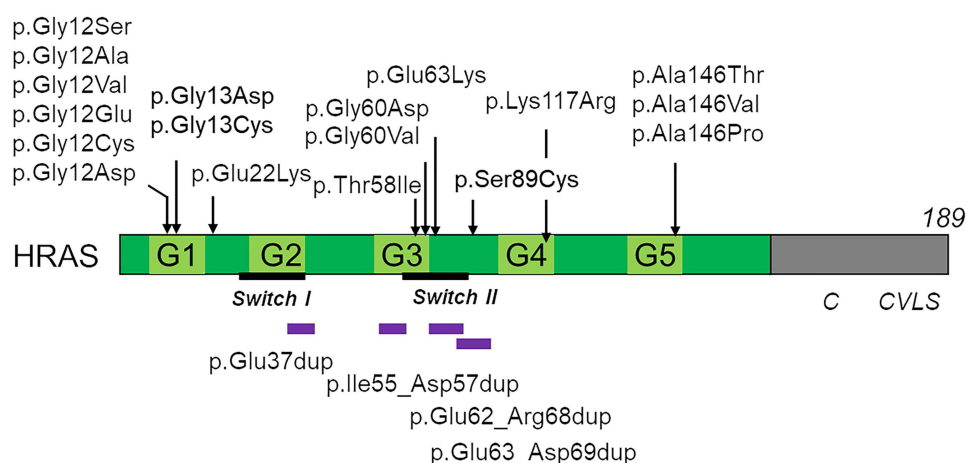 p.Gly12Ser
p.Gly12Ala
p.Gly12Val
p.Gly12Glu
p.Gly12Cys
p.Gly12Asp
p.Gly13Asp
p.Gly13Cys
p.Glu22Lys
p.Glu63Lys
p.Gly60Asp
p.Gly60Val
p.Thr58Ile
p.Lys117Arg
p.Ser89Cys
p.Ala146Thr
p.Ala146Val
p.Ala146Pro
189
HRAS G1 G2 G3 G4 G5
Switch I Switch II C CVLS
p.Glu37dup
p.Ile55_Asp57dup
p.Glu62_Arg68dup
p.Glu63_Asp69dup